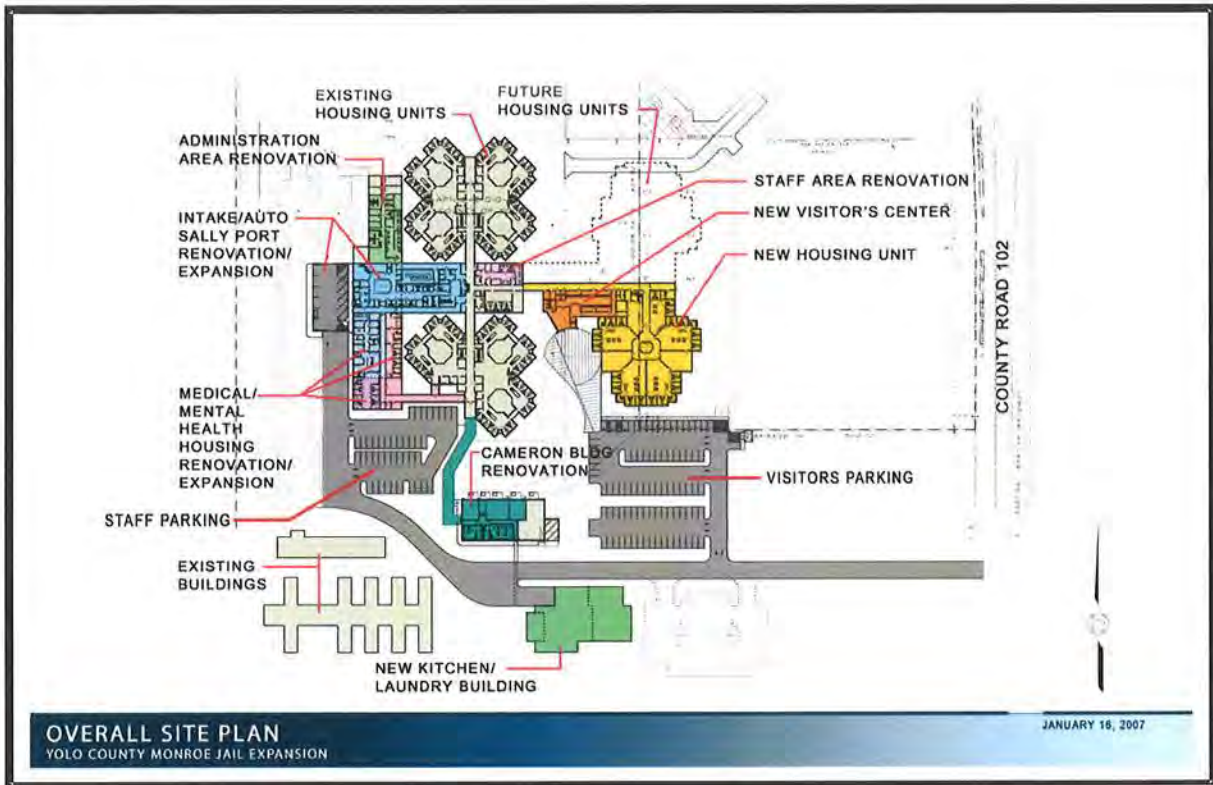 EXISTING
HOUSING UNITS
FUTURE
HOUSING UNITS
ADMINISTRATION
AREA RENOVATION
STAFF AREA RENOVATION
INTAKE/AUTO
SALLY PORT
RENOVATION/
EXPANSION
NEW VISITOR'S CENTER
NEW HOUSING UNIT
COUNTY ROAD 102
MEDICAL/
MENTAL
HEALTH
HOUSING
RENOVATION/
EXPANSION
CAMERON BLDG
RENOVATION
VISITORS PARKING
STAFF PARKING
EXISTING
BUILDINGS
NEW KITCHEN/
LAUNDRY BUILDING
OVERALL SITE PLAN
YOLO COUNTY MONROE JAIL EXPANSION
JANUARY 16, 2007